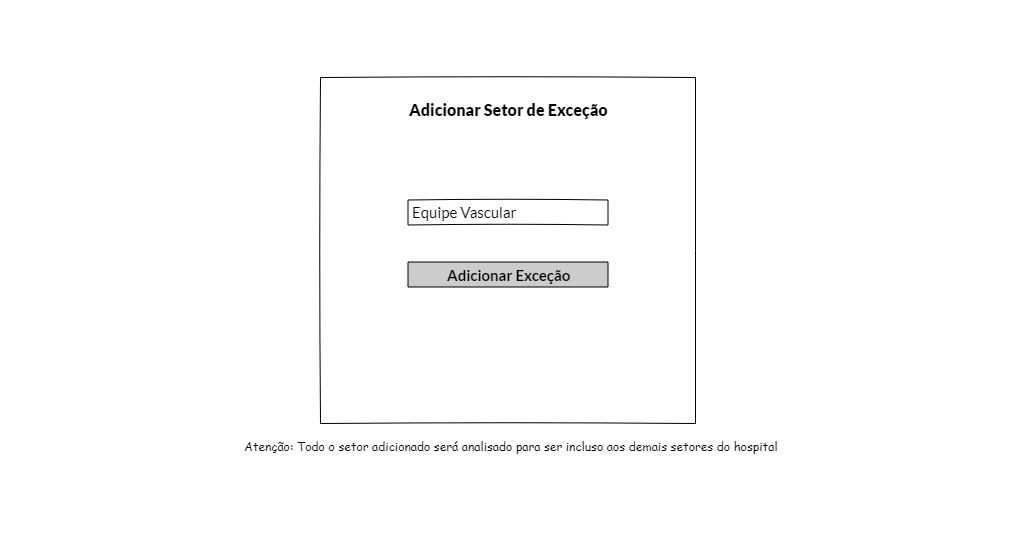 Adicionar Setor de Exceção
Equipe Vascular
Adicionar Exceção
Atenção: Todo o setor adicionado será analisado para ser incluso aos demais setores do hospital